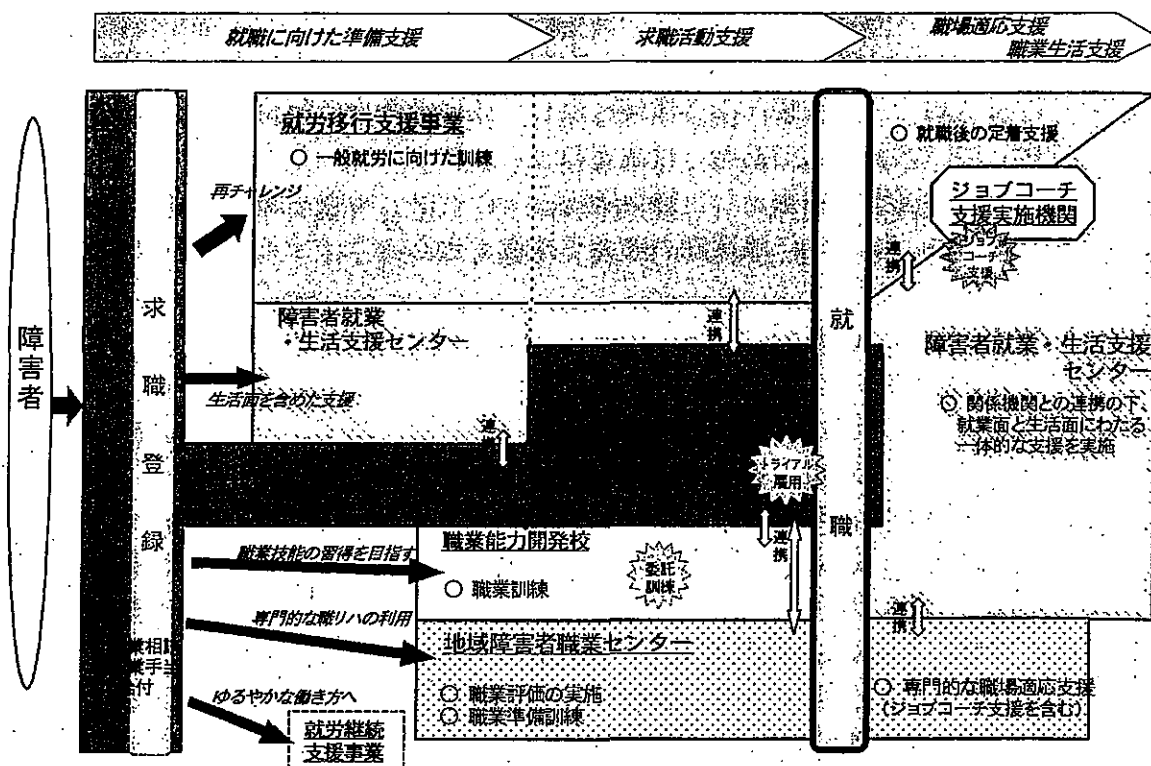 就職に向けた準備支援
求職活動支援
職場適応支援
職業生活支援
就労移行支援事業
○ 一般就労に向けた訓練
○ 就職後の定着支援
再チャレンジ
ジョブコーチ
支援実施機関
ジョブ
コーチ
支援
連携
障害者
求職登録
障害者就業
・生活支援センター
連携
就職
障害者就業・生活支援
センター
生活面を含めた支援
○ 関係機関との連携の下、
就業面と生活面にわたる
一体的な支援を実施
連携
トライアル
雇用
職業技能の習得を目指す
職業能力開発校
○ 職業訓練
委託
訓練
連携
専門的な職リハの利用
地域障害者職業センター
連携
○ 職業評価の実施
○ 職業準備訓練
○ 専門的な職場適応支援
(ジョブコーチ支援を含む)
ゆるやかな働き方へ
就労継続
支援事業